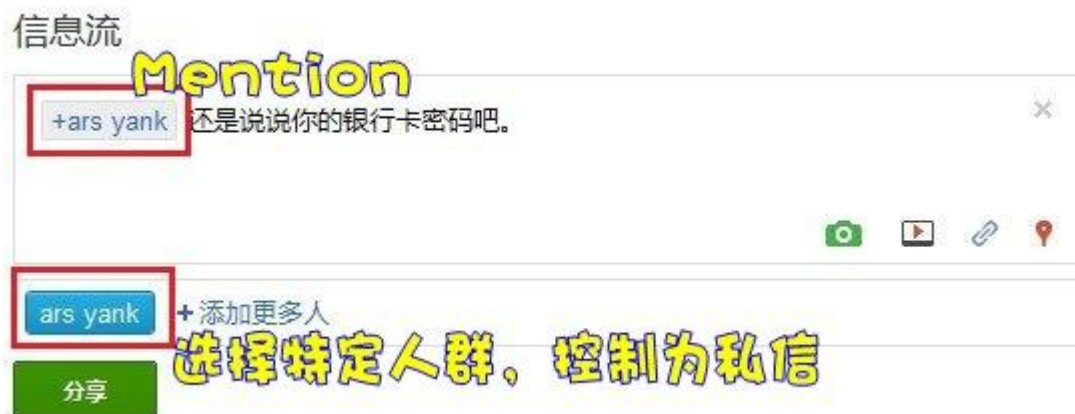 信息流
Mention
+ars yank 还是说说你的银行卡密码吧。
ars yank +添加更多人
选择特定人群，控制为私信
分享